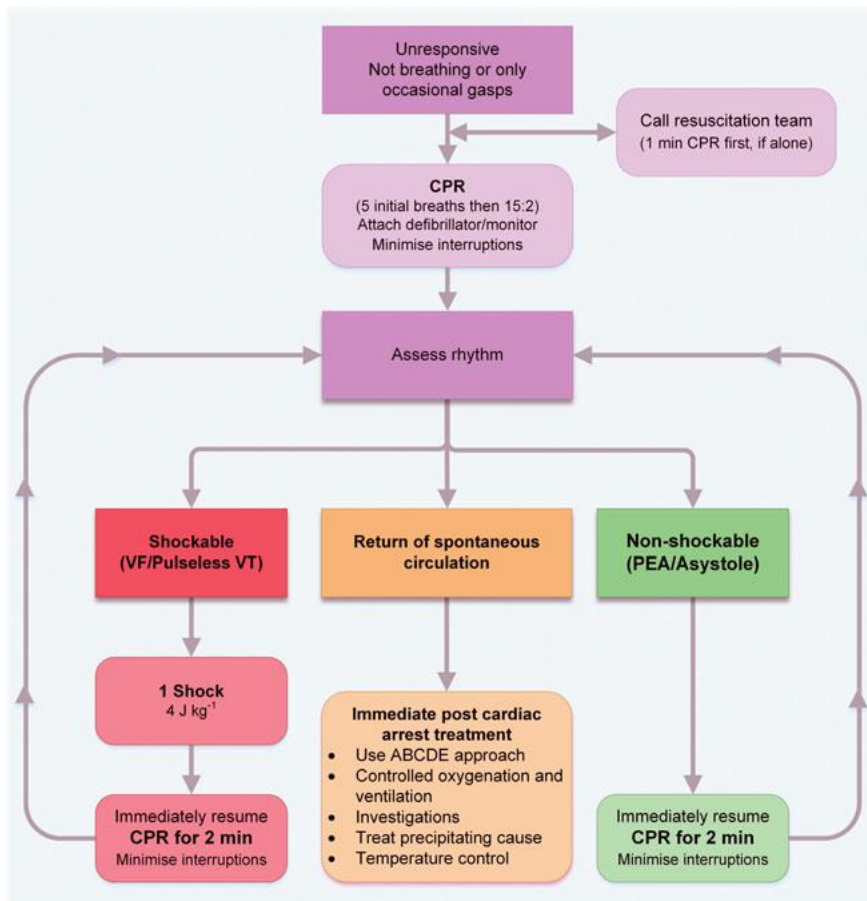 Unresponsive
Not breathing or only
occasional gasps
Call resuscitation team
(1 min CPR first, if alone)
CPR
(5 initial breaths then 15:2)
Attach defibrillator/monitor
Minimise interruptions
Assess rhythm
Shockable
(VF/Pulseless VT)
Return of spontaneous
circulation
Non-shockable
(PEA/Asystole)
1 Shock
4 J kg⁻¹
Immediate post cardiac
arrest treatment
• Use ABCDE approach
• Controlled oxygenation and
ventilation
• Investigations
• Treat precipitating cause
• Temperature control
Immediately resume
CPR for 2 min
Minimise interruptions
Immediately resume
CPR for 2 min
Minimise interruptions